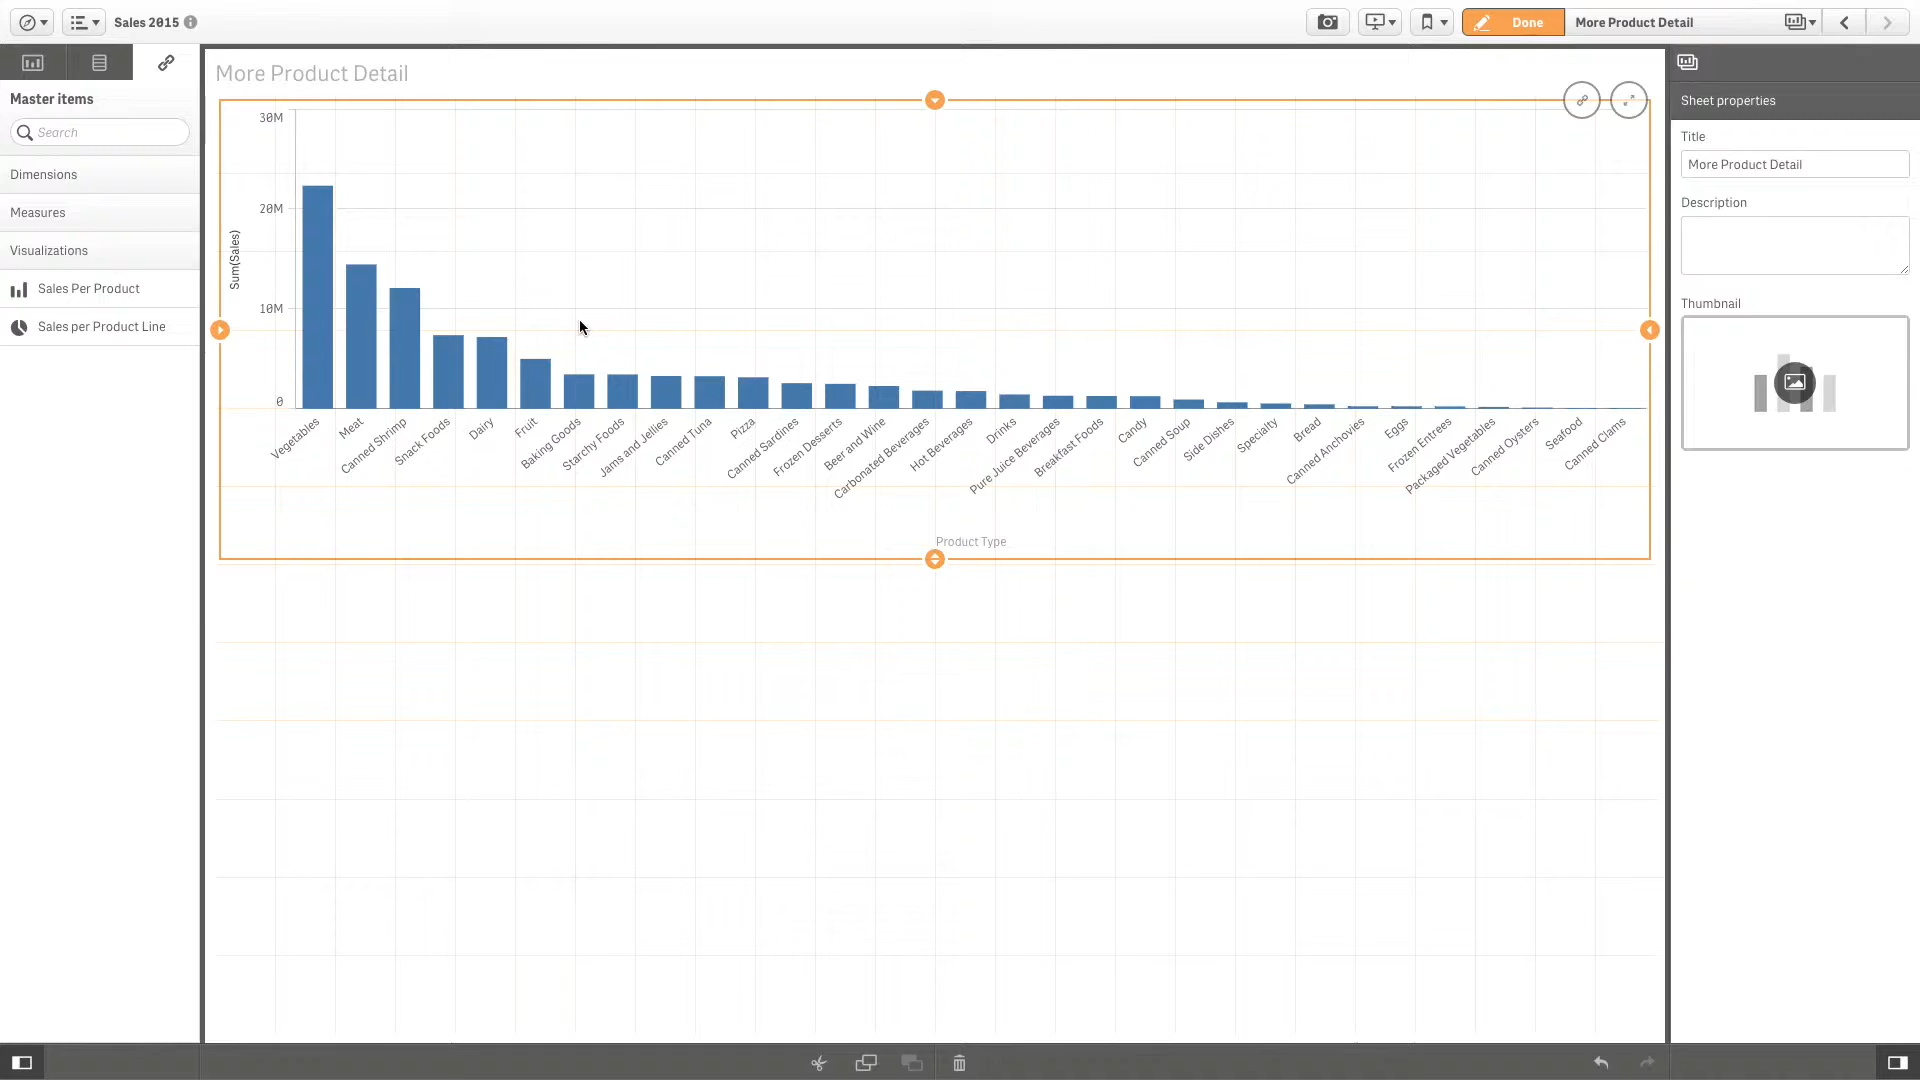 Sales 2015
Done
More Product Detail
Master items
Search
Dimensions
Measures
Visualizations
Sales Per Product
Sales per Product Line
More Product Detail
30M
20M
10M
0
Sum(Sales)
Vegetables
Meat
Canned Shrimp
Snack Foods
Dairy
Fruit
Baking Goods
Starchy Foods
Jams and Jellies
Canned Tuna
Pizza
Canned Sardines
Frozen Desserts
Beer and Wine
Carbonated Beverages
Hot Beverages
Drinks
Pure Juice Beverages
Breakfast Foods
Candy
Canned Soup
Side Dishes
Specialty
Bread
Canned Anchovies
Eggs
Frozen Entrees
Packaged Vegetables
Canned Oysters
Seafood
Canned Clams
Product Type
Sheet properties
Title
More Product Detail
Description
Thumbnail